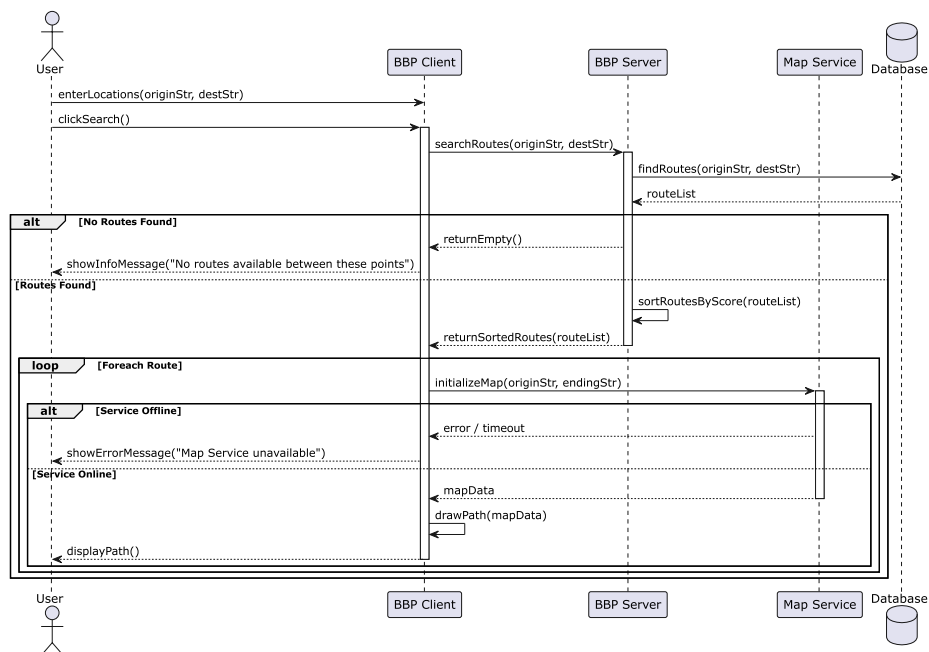 User
BBP Client
BBP Server
Map Service
Database
enterLocations(originStr, destStr)
clickSearch()
searchRoutes(originStr, destStr)
findRoutes(originStr, destStr)
routeList
alt [No Routes Found]
returnEmpty()
showInfoMessage("No routes available between these points")
[Routes Found]
sortRoutesByScore(routeList)
returnSortedRoutes(routeList)
loop [Foreach Route]
initializeMap(originStr, endingStr)
alt [Service Offline]
error / timeout
showErrorMessage("Map Service unavailable")
[Service Online]
mapData
drawPath(mapData)
displayPath()
User
BBP Client
BBP Server
Map Service
Database